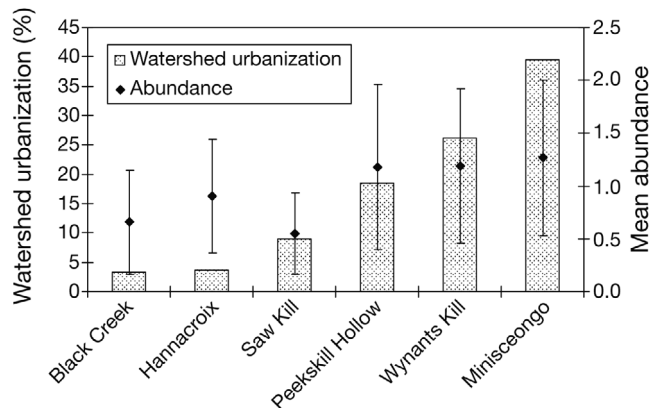 Watershed urbanization (%)
45
40
35
30
25
20
15
10
5
0
Watershed urbanization
Abundance
2.5
2.0
1.5
1.0
0.5
0.0
Mean abundance
Black Creek
Hannacroix
Saw Kill
Peekskill Hollow
Wynants Kill
Minisceongo